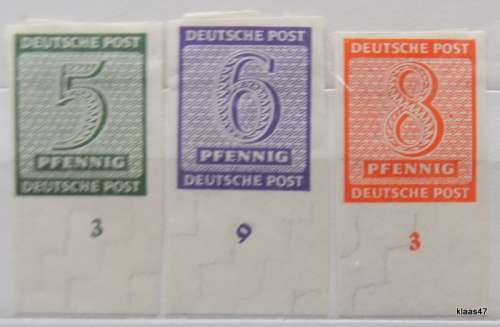 DEUTSCHE POST
5
PFENNIG
DEUTSCHE POST
3
DEUTSCHE POST
6
PFENNIG
DEUTSCHE POST
9
DEUTSCHE POST
8
PFENNIG
DEUTSCHE POST
3
klaas47